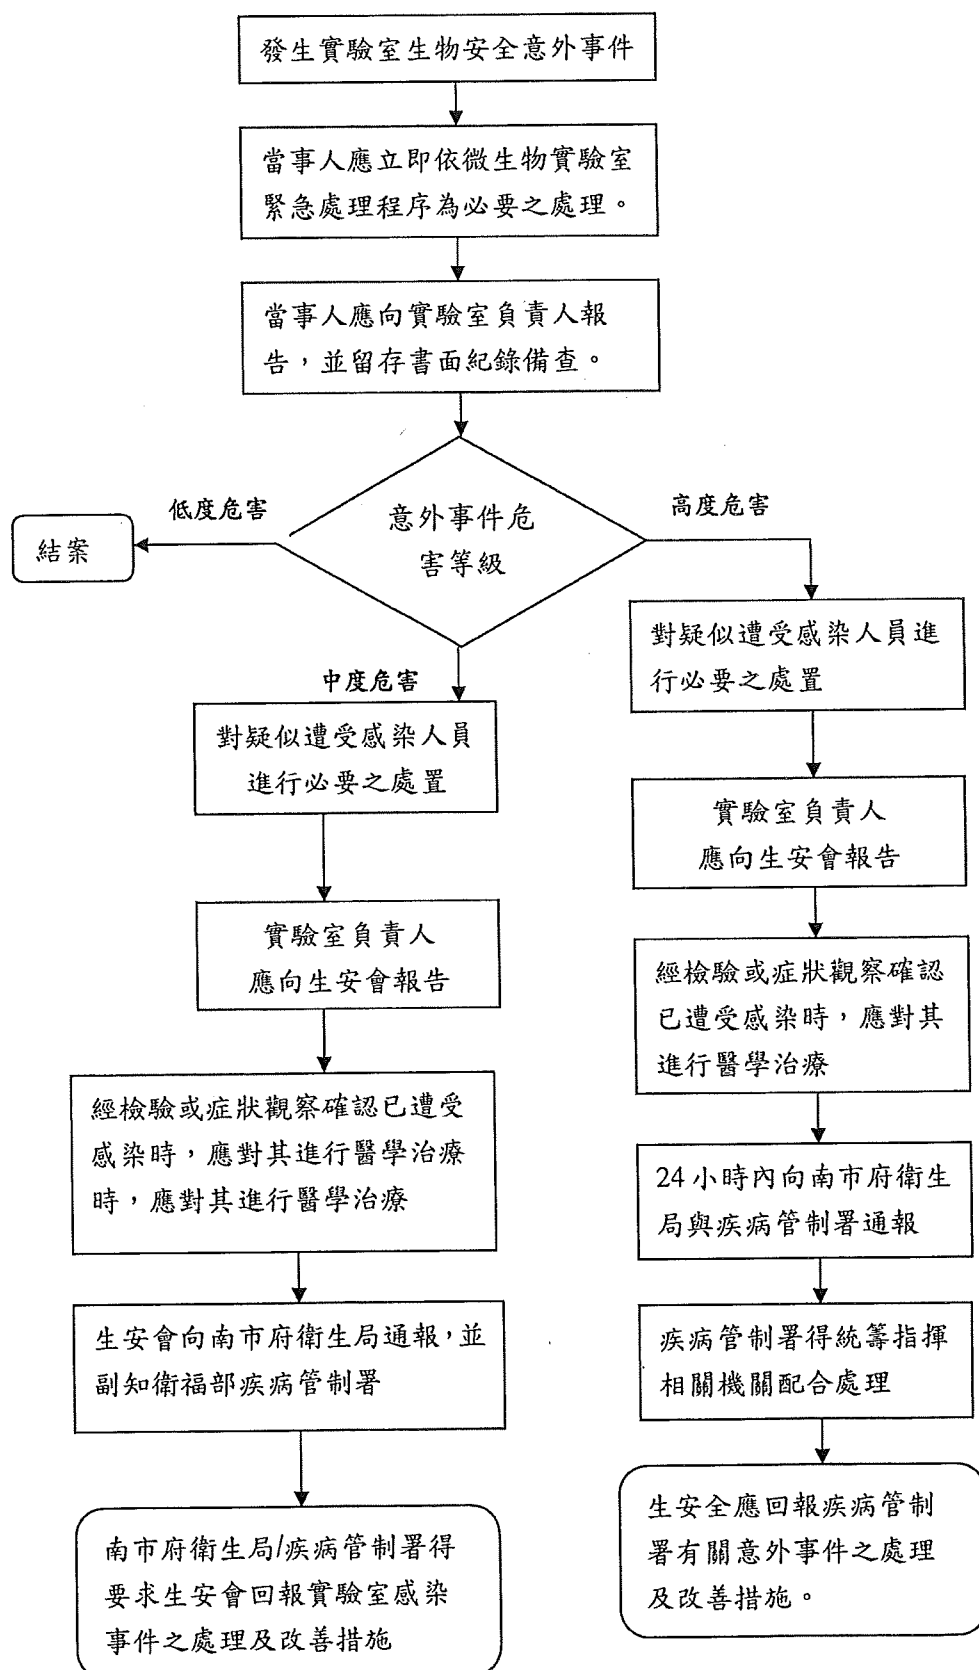 發生實驗室生物安全意外事件
當事人應立即依微生物實驗室
緊急處理程序為必要之處理。
當事人應向實驗室負責人報
告，並留存書面紀錄備查。
意外事件危
害等級
低度危害
結案
中度危害
對疑似遭受感染人員
進行必要之處置
實驗室負責人
應向生安會報告
經檢驗或症狀觀察確認已遭受
感染時，應對其進行醫學治療
時，應對其進行醫學治療
生安會向南市府衛生局通報，並
副知衛福部疾病管制署
南市府衛生局/疾病管制署得
要求生安會回報實驗室感染
事件之處理及改善措施
高度危害
對疑似遭受感染人員進
行必要之處置
實驗室負責人
應向生安會報告
經檢驗或症狀觀察確認
已遭受感染時，應對其
進行醫學治療
24小時內向南市府衛生
局與疾病管制署通報
疾病管制署得統籌指揮
相關機關配合處理
生安全應回報疾病管制
署有關意外事件之處理
及改善措施。